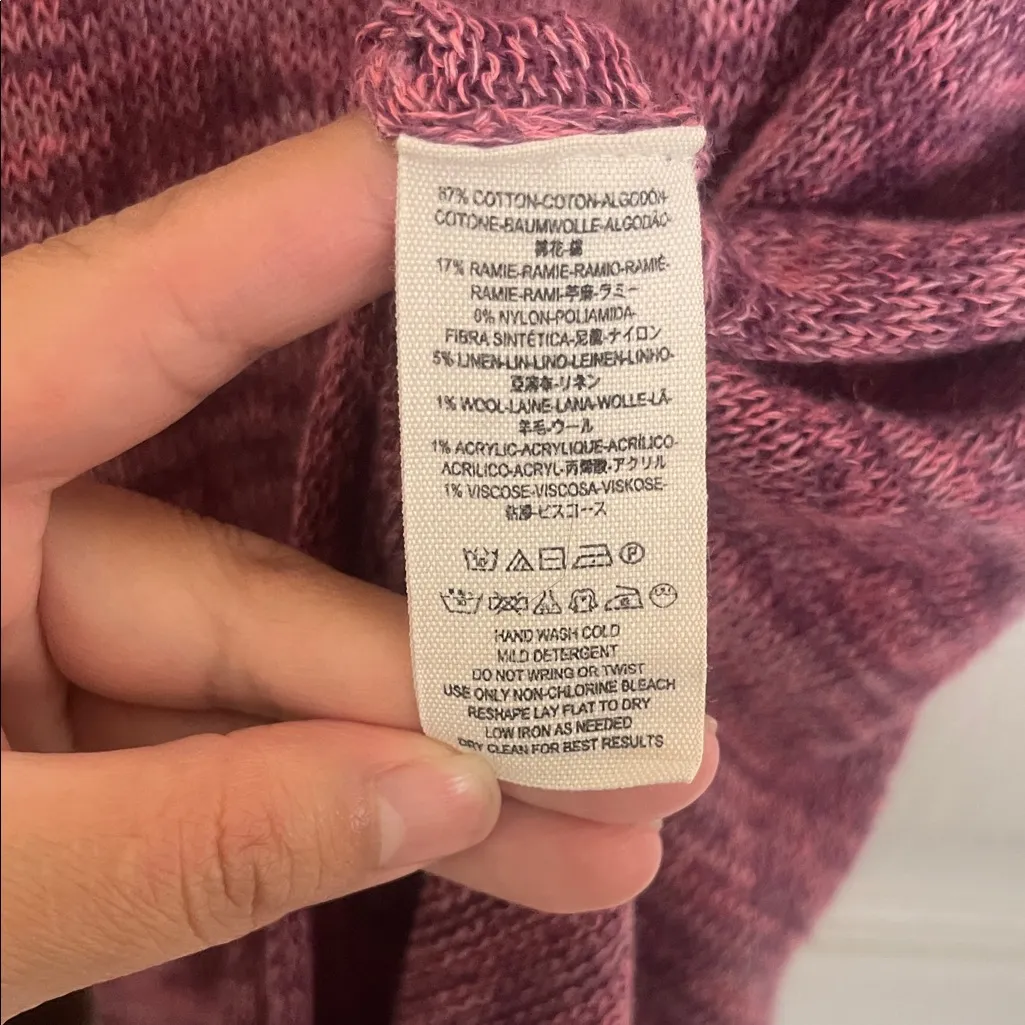 67% COTTON-COTON-ALGODÓN-
COTONE-BAUMWOLLE-ALGODÃO-
棉花-綿
17% RAMIE-RAMIE-RAMIO-RAMIÉ-
RAMIE-RAMI-苧麻-ラミー
8% NYLON-POLIAMIDA-
FIBRA SINTÉTICA-尼龍-ナイロン
5% LINEN-LIN-LINO-LEINEN-LINHO-
亞麻布-リネン
1% WOOL-LAINE-LANA-WOLLE-LÃ-
羊毛-ウール
1% ACRYLIC-ACRYLIQUE-ACRÍLICO-
ACRILICO-ACRYL-丙烯酸-アクリル
1% VISCOSE-VISCOSA-VISKOSE-
粘膠-ビスコース
P
HAND WASH COLD
MILD DETERGENT
DO NOT WRING OR TWIST
USE ONLY NON-CHLORINE BLEACH
RESHAPE LAY FLAT TO DRY
LOW IRON AS NEEDED
DRY CLEAN FOR BEST RESULTS